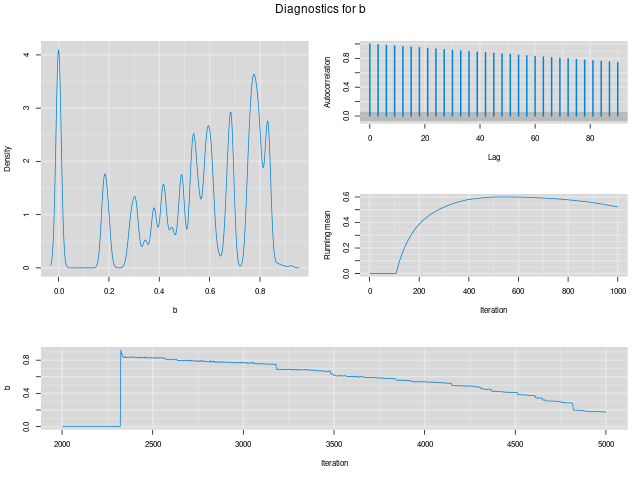 Diagnostics for b
Density
0 1 2 3 4
0.0 0.2 0.4 0.6 0.8
b
Autocorrelation
0.0 0.4 0.8
0 20 40 60 80
Lag
Running mean
0.0 0.2 0.4 0.6
0 200 400 600 800 1000
Iteration
b
0.0 0.4 0.8
2000 2500 3000 3500 4000 4500 5000
Iteration